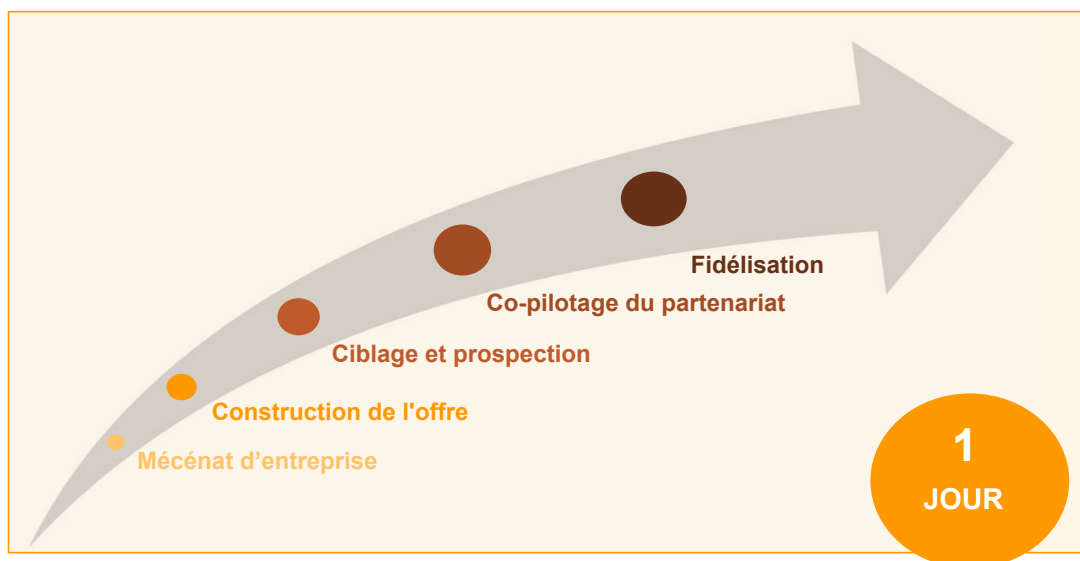 Fidélisation
Co-pilotage du partenariat
Ciblage et prospection
Construction de l'offre
Mécénat d’entreprise
1
JOUR